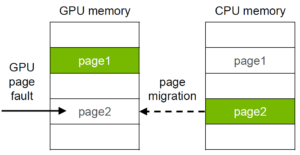 GPU memory
CPU memory
page1
page1
GPU
page
fault
page
migration
page2
page2